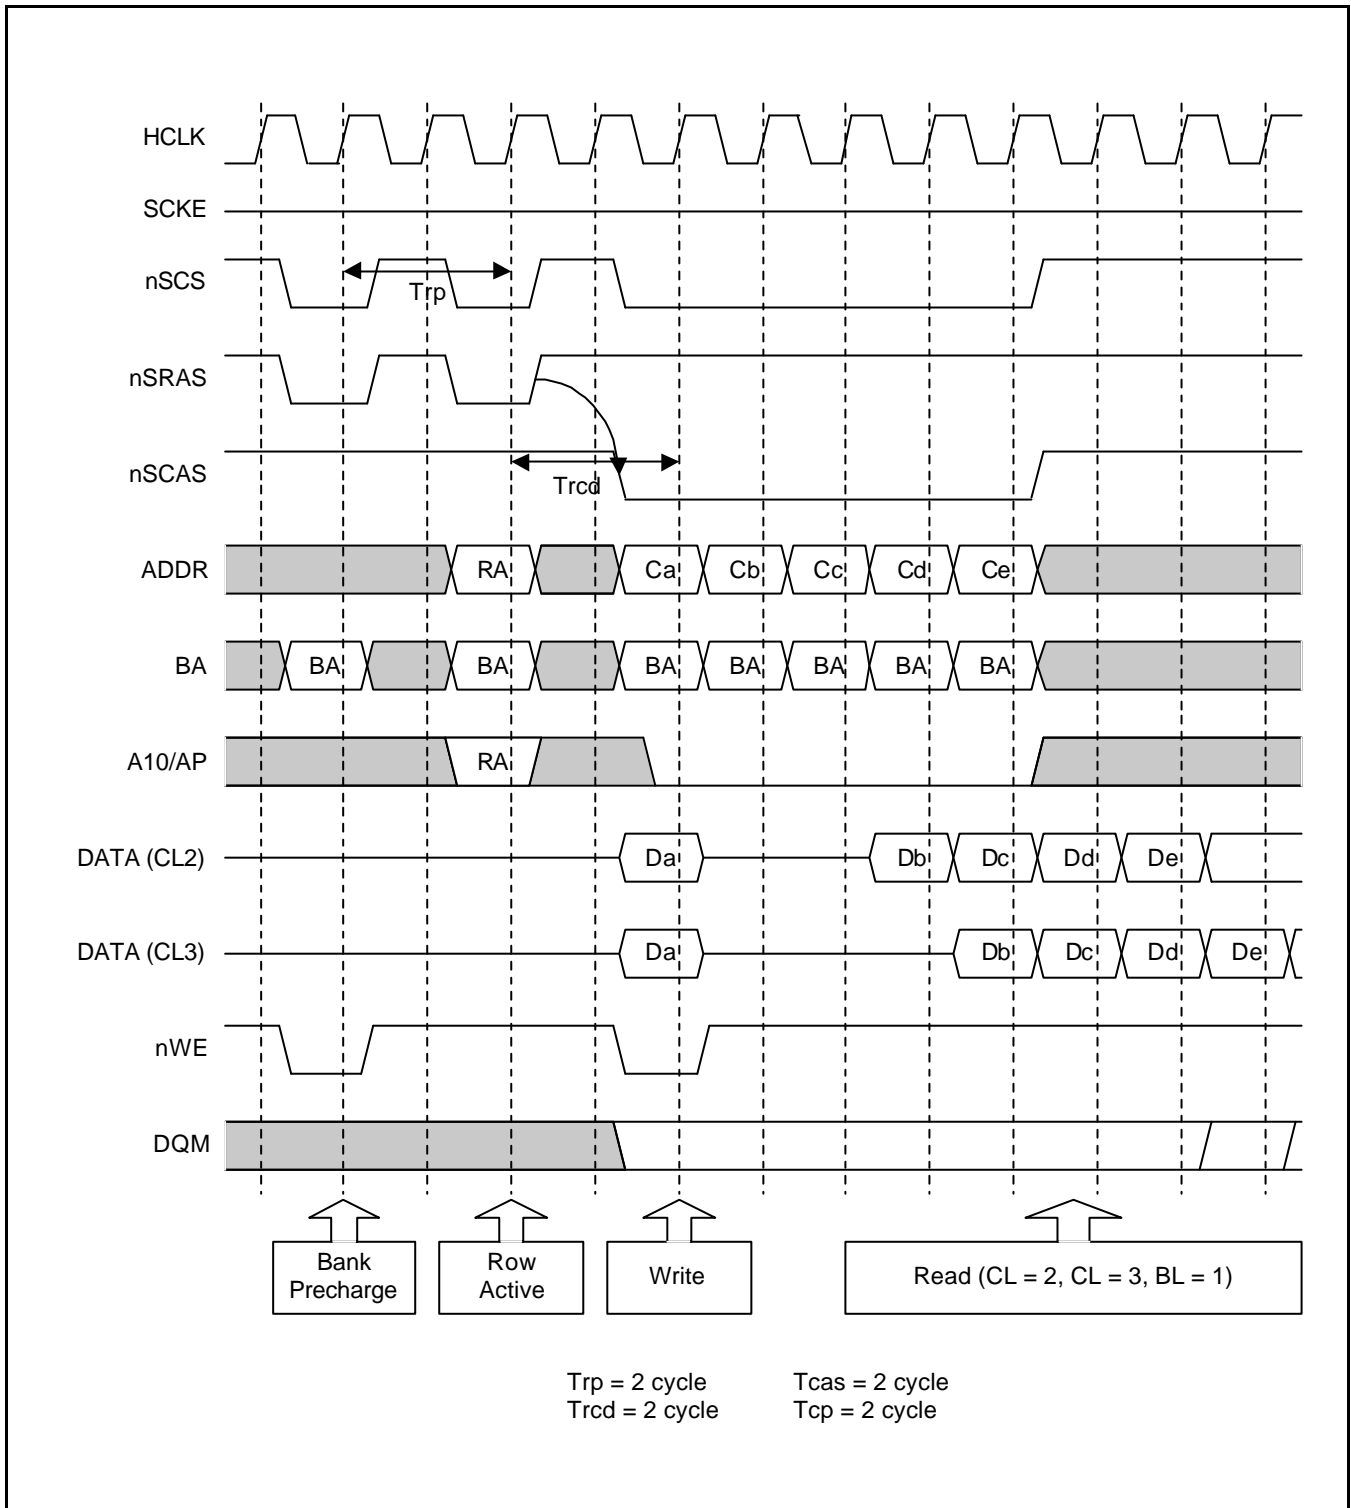 HCLK
SCKE
nSCS
Trp
nSRAS
nSCAS
Trcd
ADDR RA Ca Cb Cc Cd Ce
BA BA BA BA BA BA BA BA
A10/AP RA
DATA (CL2) Da Db Dc Dd De
DATA (CL3) Da Db Dc Dd De
nWE
DQM
Bank
Precharge
Row
Active
Write
Read (CL = 2, CL = 3, BL = 1)
Trp = 2 cycle Tcas = 2 cycle
Trcd = 2 cycle Tcp = 2 cycle